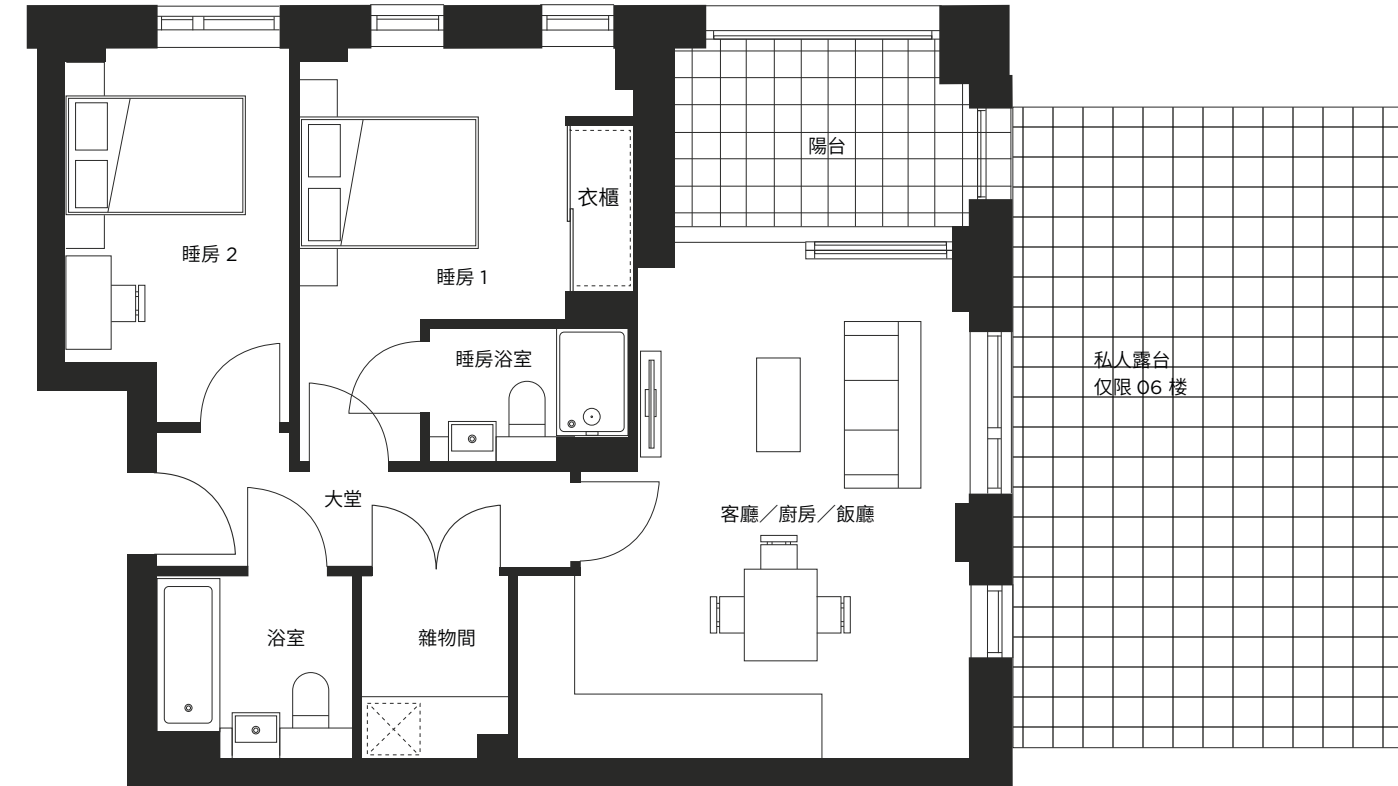 陽台
衣櫃
睡房 2
睡房 1
睡房浴室
私人露台
仅限 06 楼
大堂
客廳／廚房／飯廳
浴室
雜物間